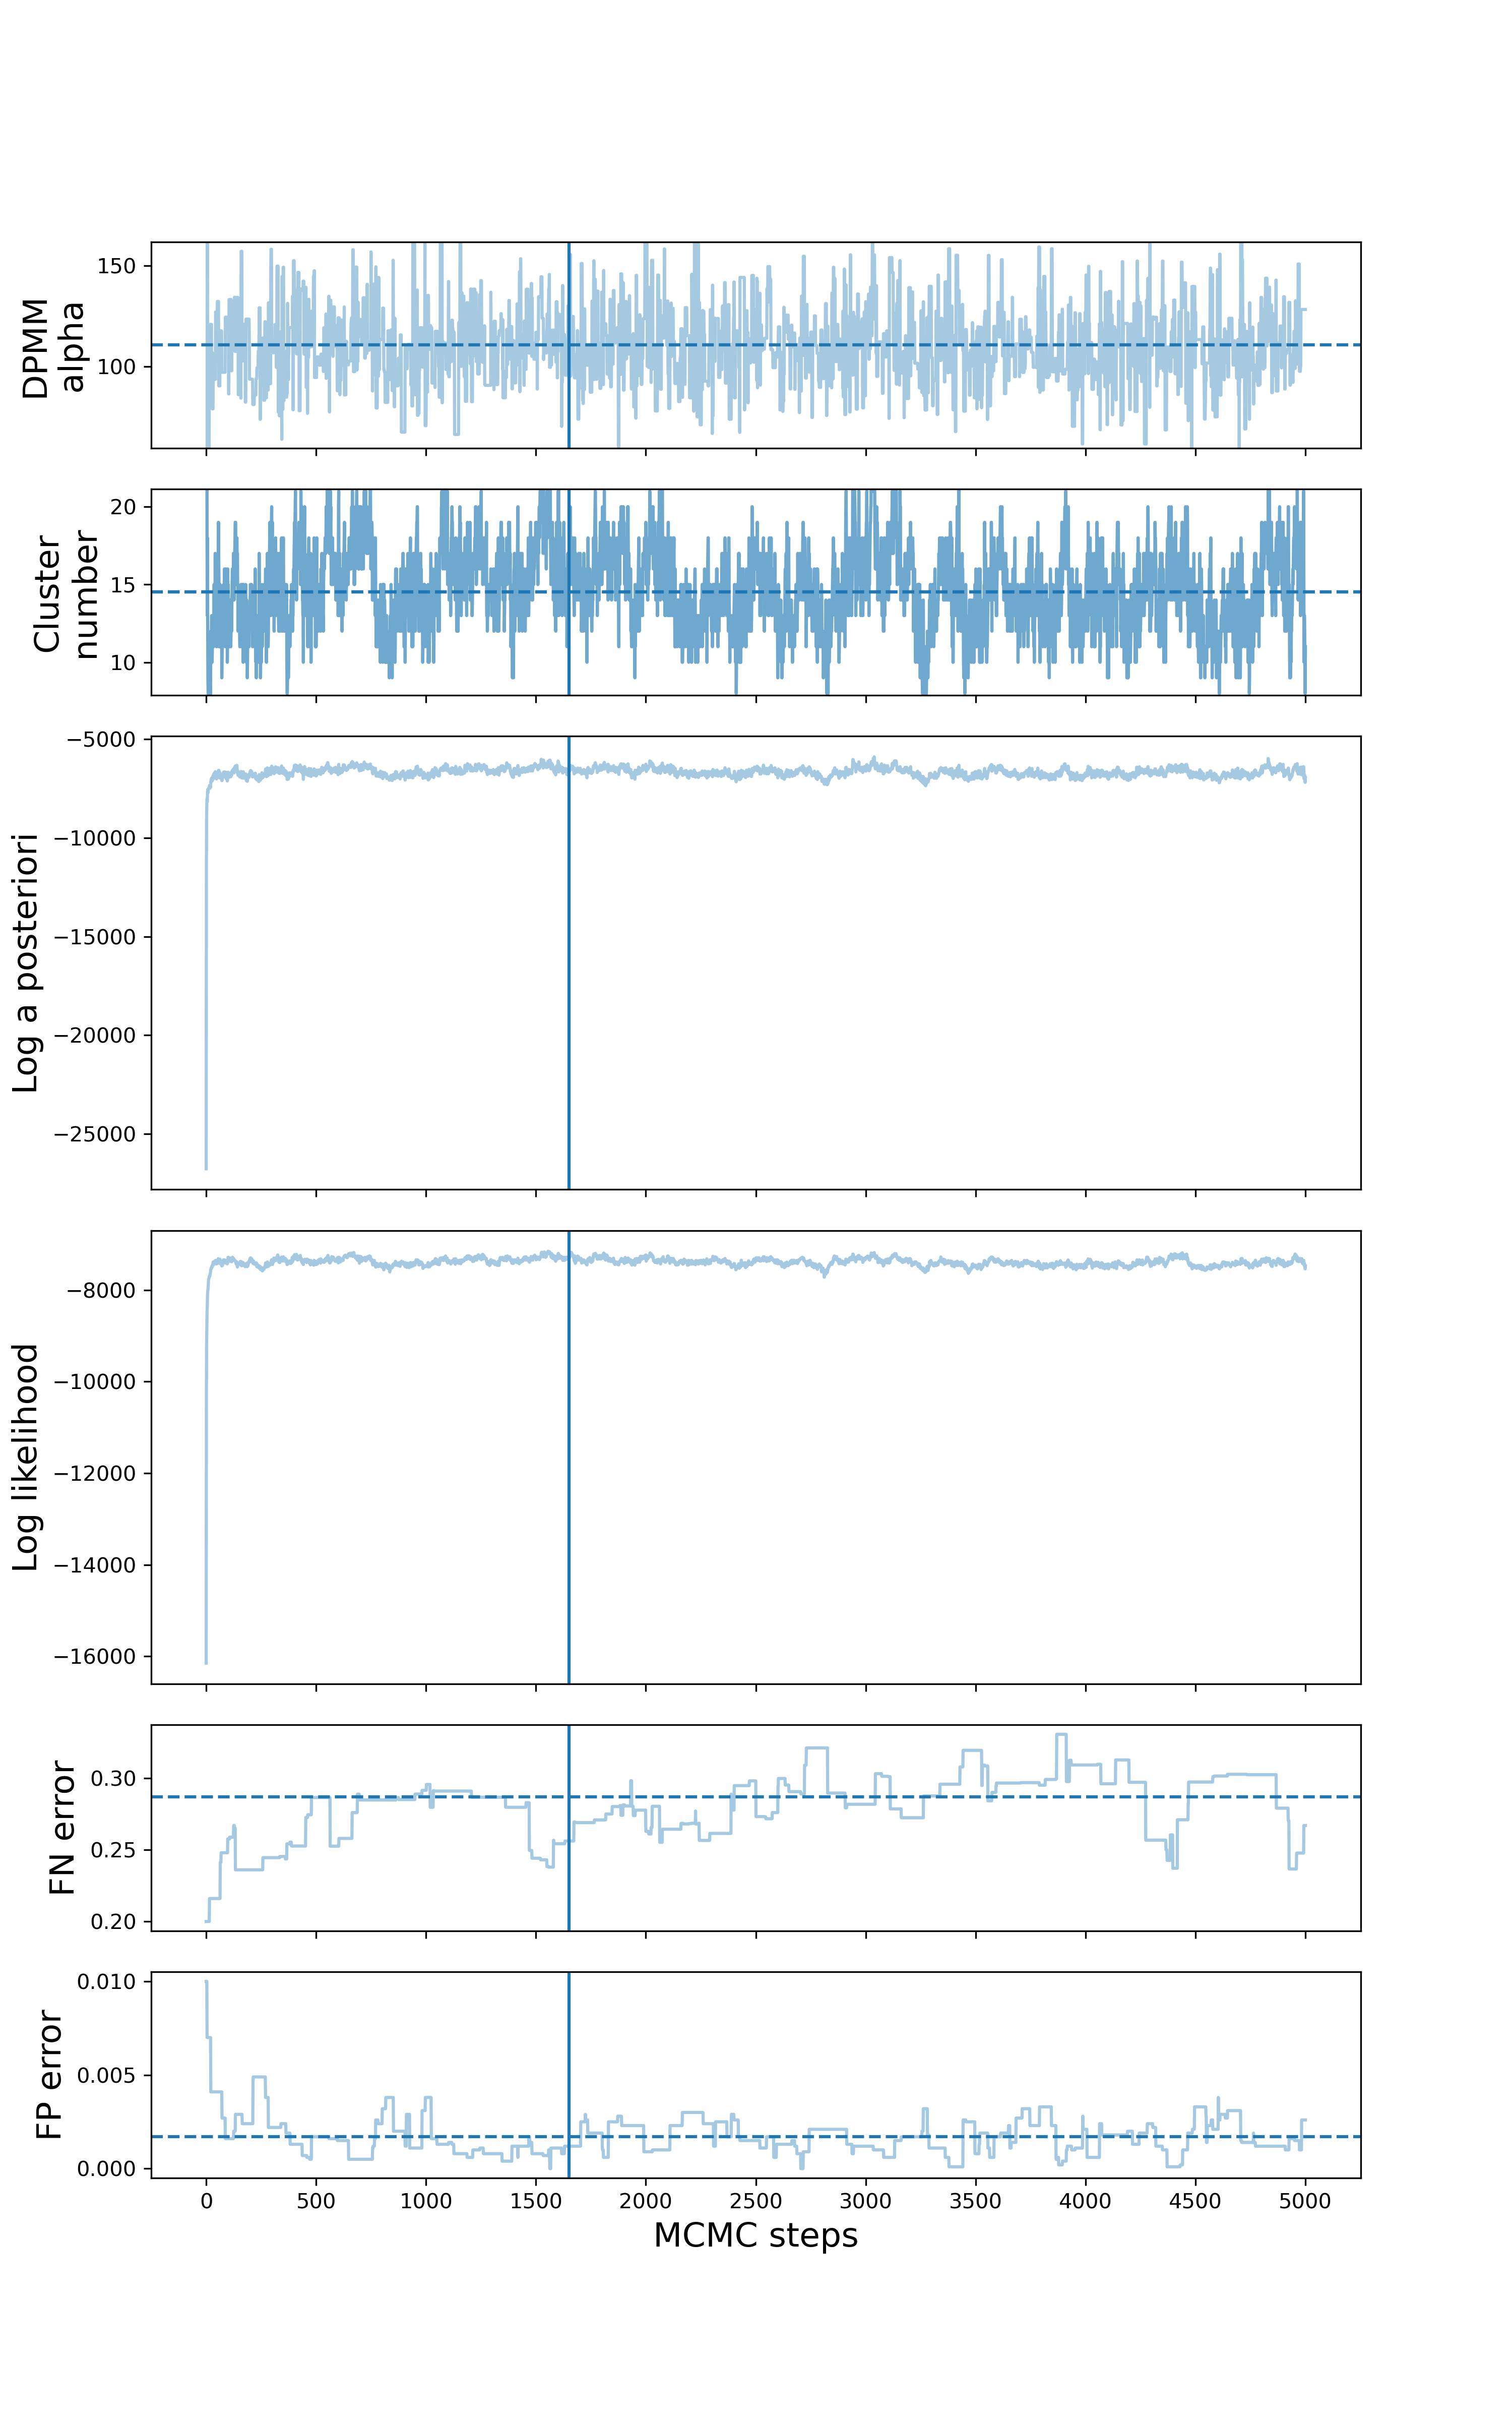 DPMM
alpha
150
100
Cluster
number
20
15
10
Log a posteriori
−5000
−10000
−15000
−20000
−25000
Log likelihood
−8000
−10000
−12000
−14000
−16000
FN error
0.30
0.25
0.20
FP error
0.010
0.005
0.000
0 500 1000 1500 2000 2500 3000 3500 4000 4500 5000
MCMC steps